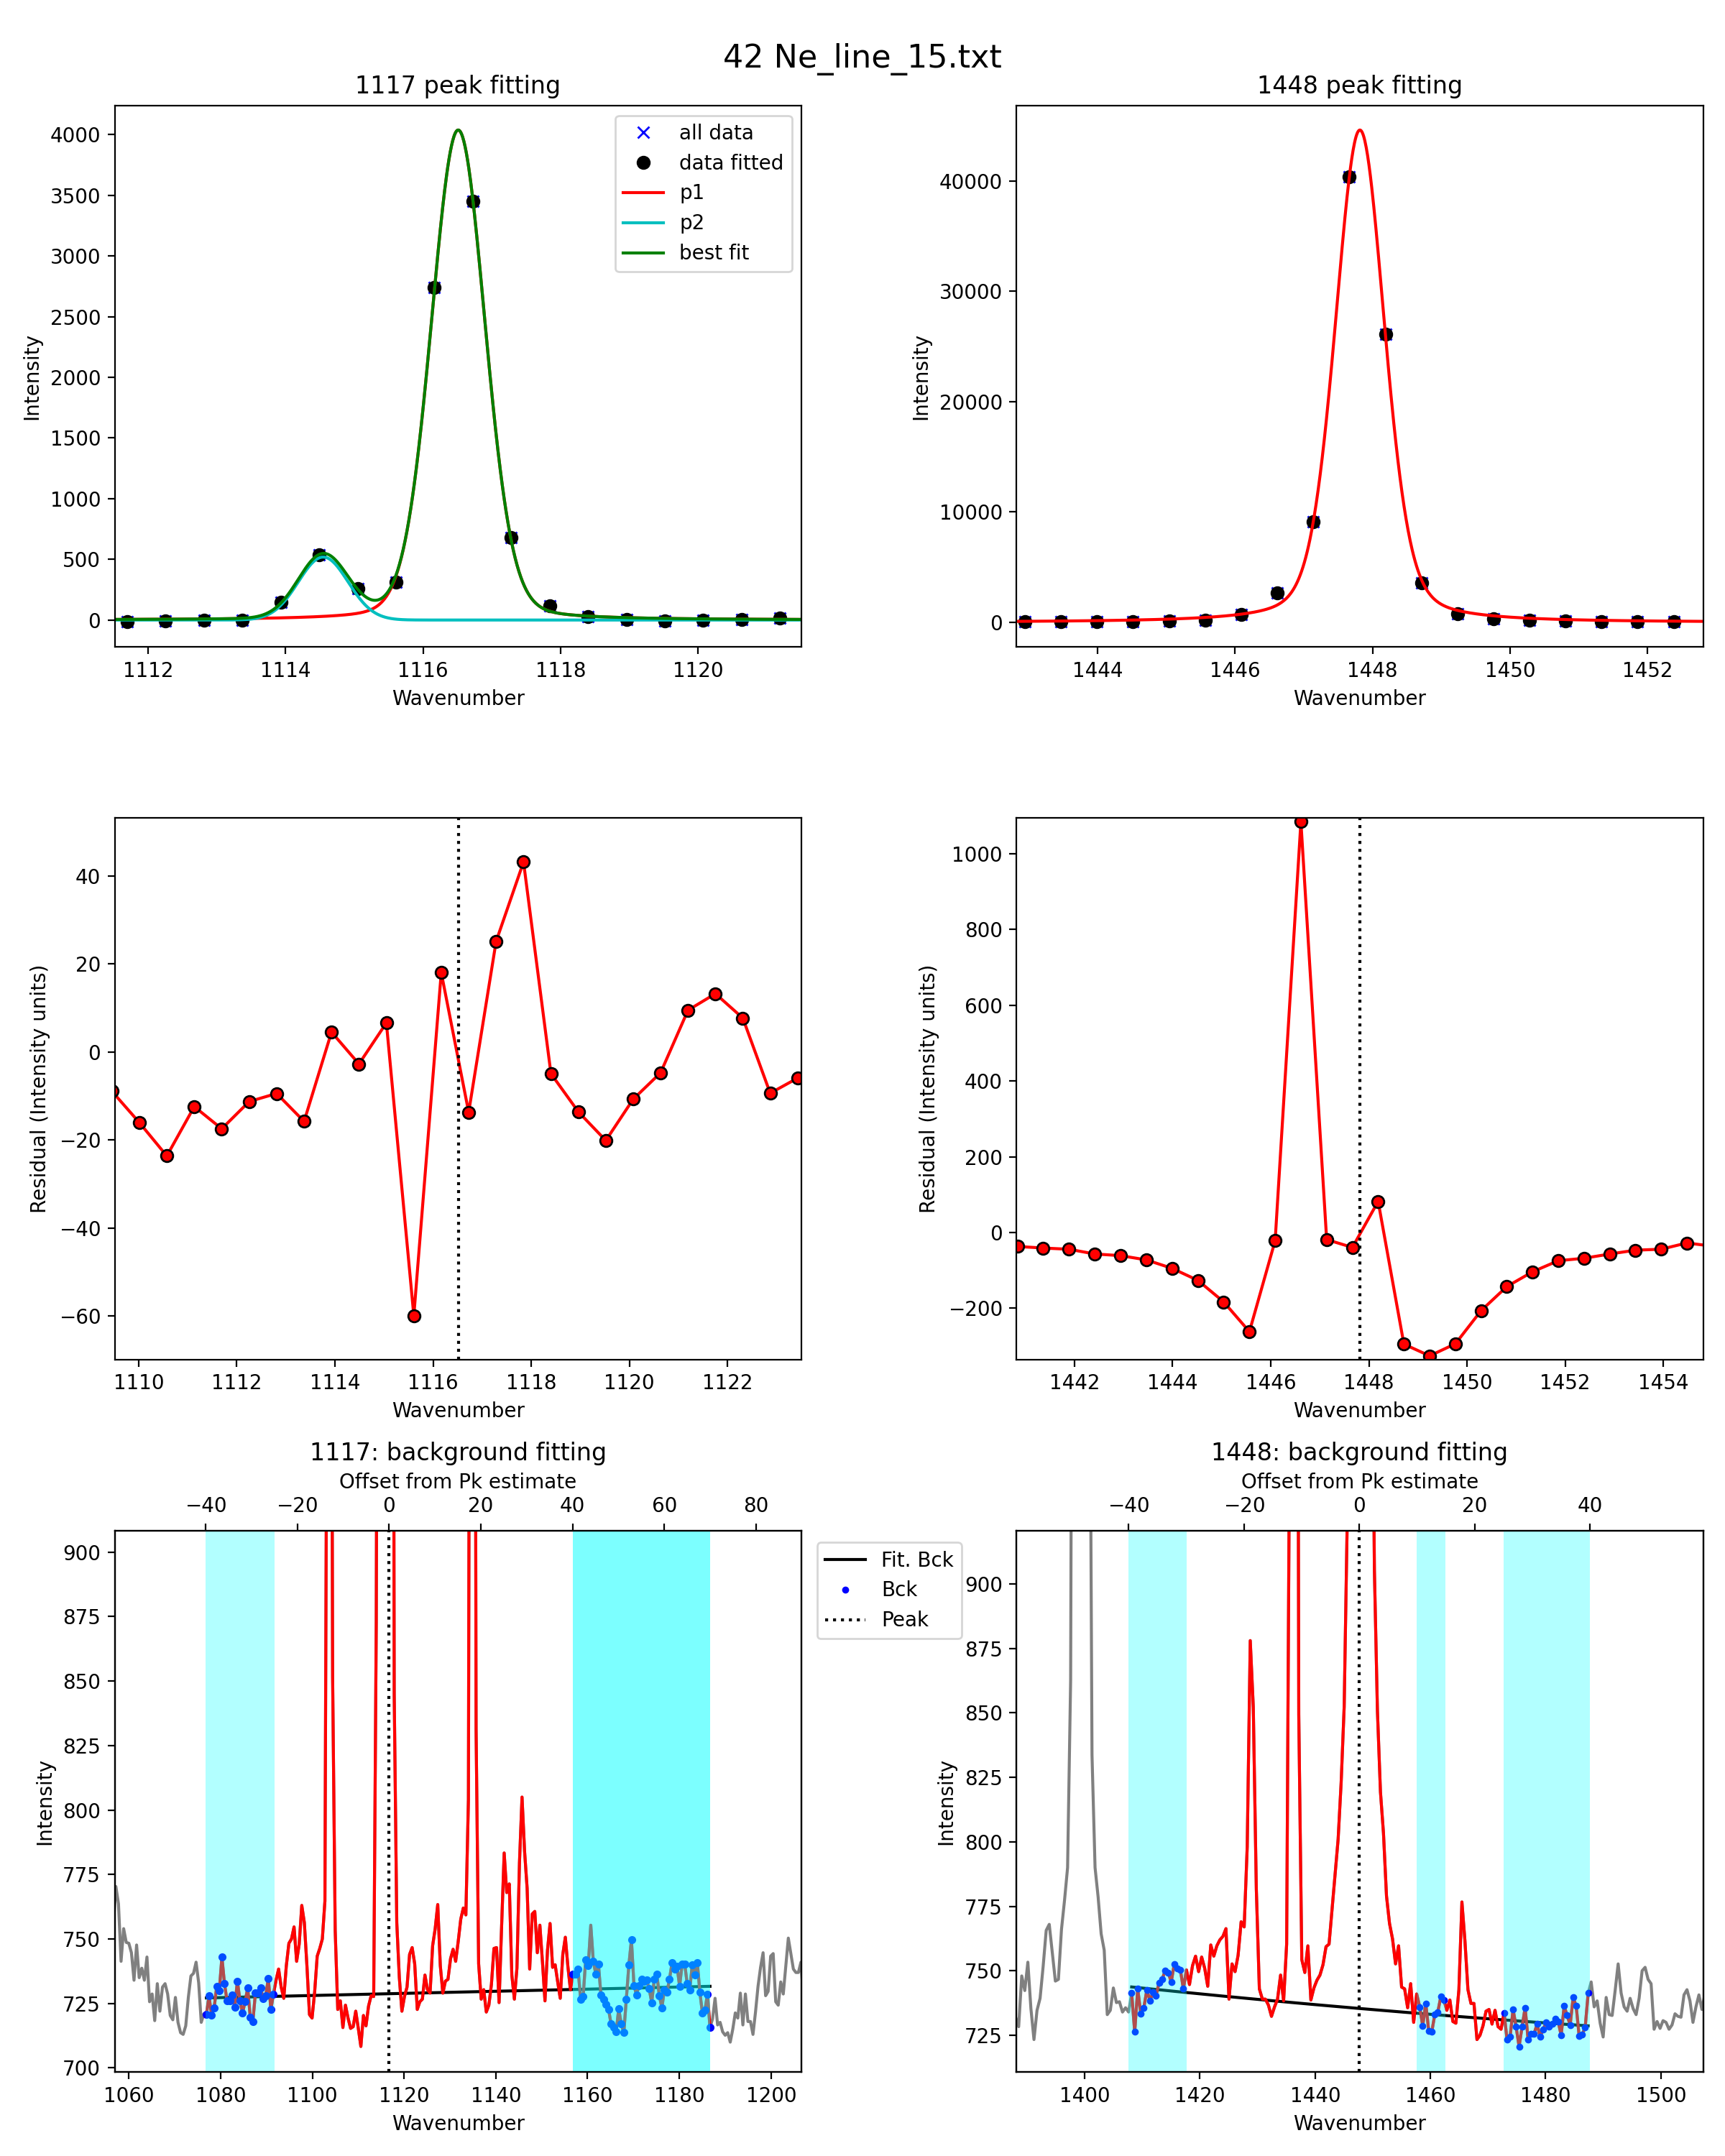 42 Ne_line_15.txt
1117 peak fitting
4000
3500
3000
2500
2000
1500
1000
500
0
Intensity
all data
data fitted
p1
p2
best fit
1112 1114 1116 1118 1120
Wavenumber
1448 peak fitting
40000
30000
20000
10000
0
Intensity
1444 1446 1448 1450 1452
Wavenumber
40
20
0
−20
−40
−60
Residual (Intensity units)
1110 1112 1114 1116 1118 1120 1122
Wavenumber
1000
800
600
400
200
0
−200
Residual (Intensity units)
1442 1444 1446 1448 1450 1452 1454
Wavenumber
1117: background fitting
Offset from Pk estimate
−40 −20 0 20 40 60 80
900
875
850
825
800
775
750
725
700
Intensity
1060 1080 1100 1120 1140 1160 1180 1200
Wavenumber
Fit. Bck
Bck
Peak
1448: background fitting
Offset from Pk estimate
−40 −20 0 20 40
900
875
850
825
800
775
750
725
Intensity
1400 1420 1440 1460 1480 1500
Wavenumber